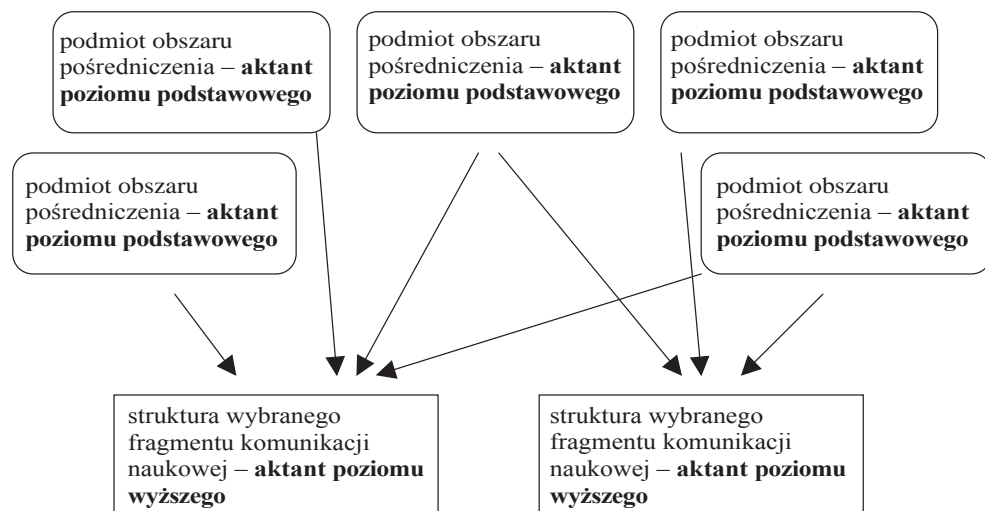 podmiot obszaru
pośredniczenia – aktant
poziomu podstawowego
podmiot obszaru
pośredniczenia – aktant
poziomu podstawowego
podmiot obszaru
pośredniczenia – aktant
poziomu podstawowego
podmiot obszaru
pośredniczenia – aktant
poziomu podstawowego
podmiot obszaru
pośredniczenia – aktant
poziomu podstawowego
struktura wybranego
fragmentu komunikacji
naukowej – aktant poziomu
wyższego
struktura wybranego
fragmentu komunikacji
naukowej – aktant poziomu
wyższego